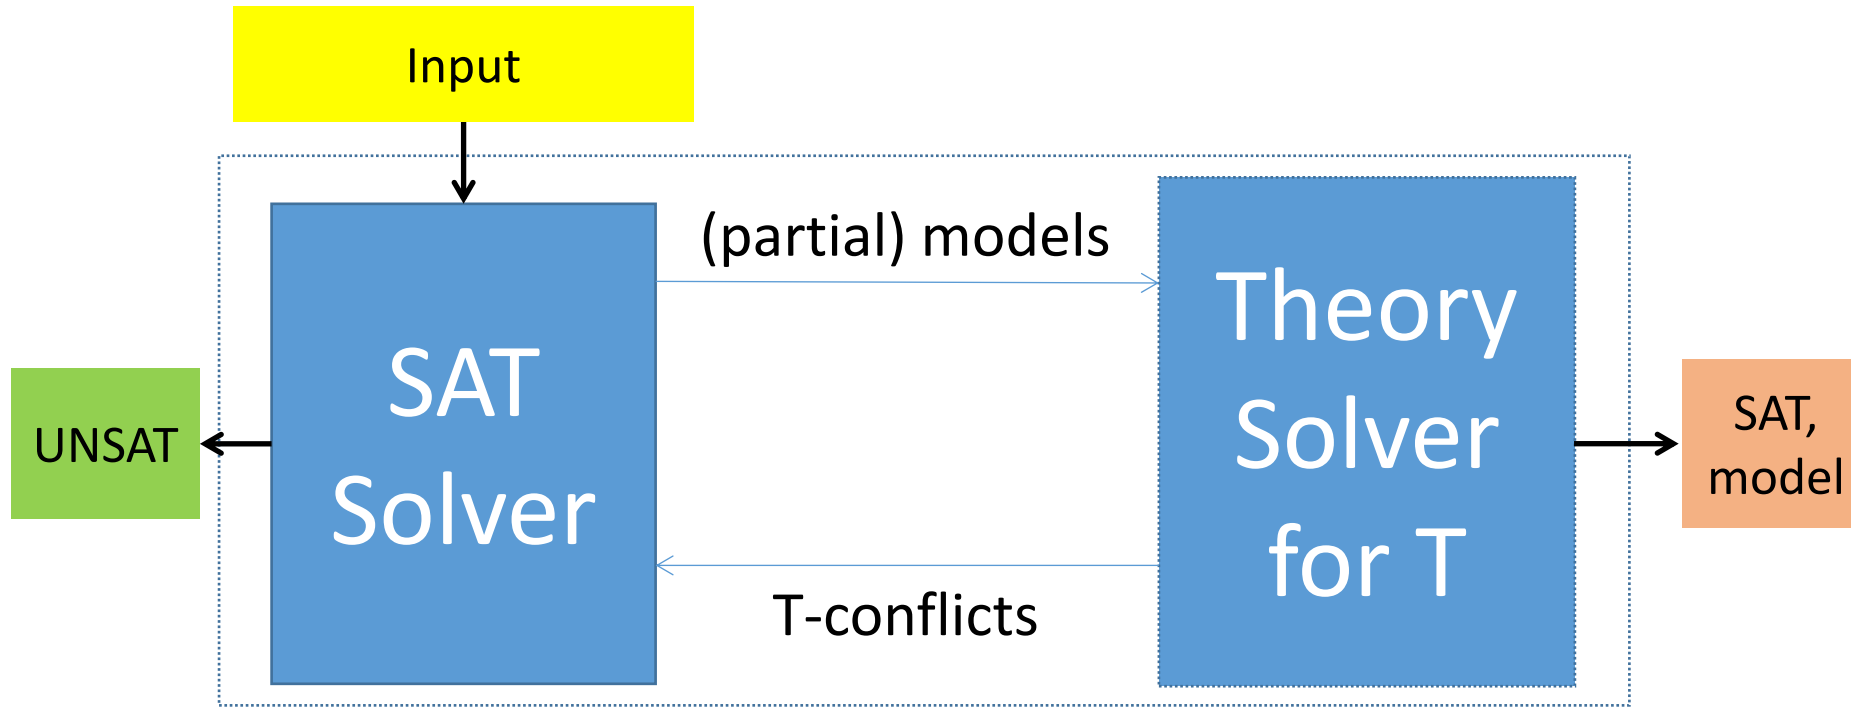 Input
(partial) models
SAT
Solver
Theory
Solver
for T
UNSAT
SAT,
model
T-conflicts